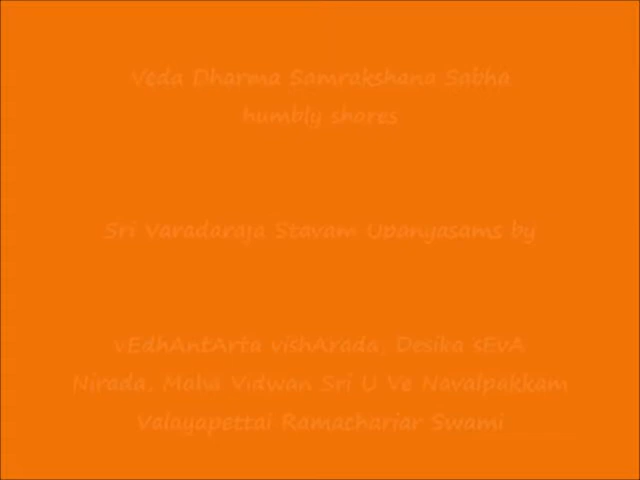 Veda Dharma Samrakshana Sabha
humbly shares
Sri Varadaraja Stavam Upanyasams by
vEdhAntArta vishArada, Desika sEvA
Nirada, Maha Vidwan Sri U Ve Navalpakkam
Valayapettai Ramachariar Swami